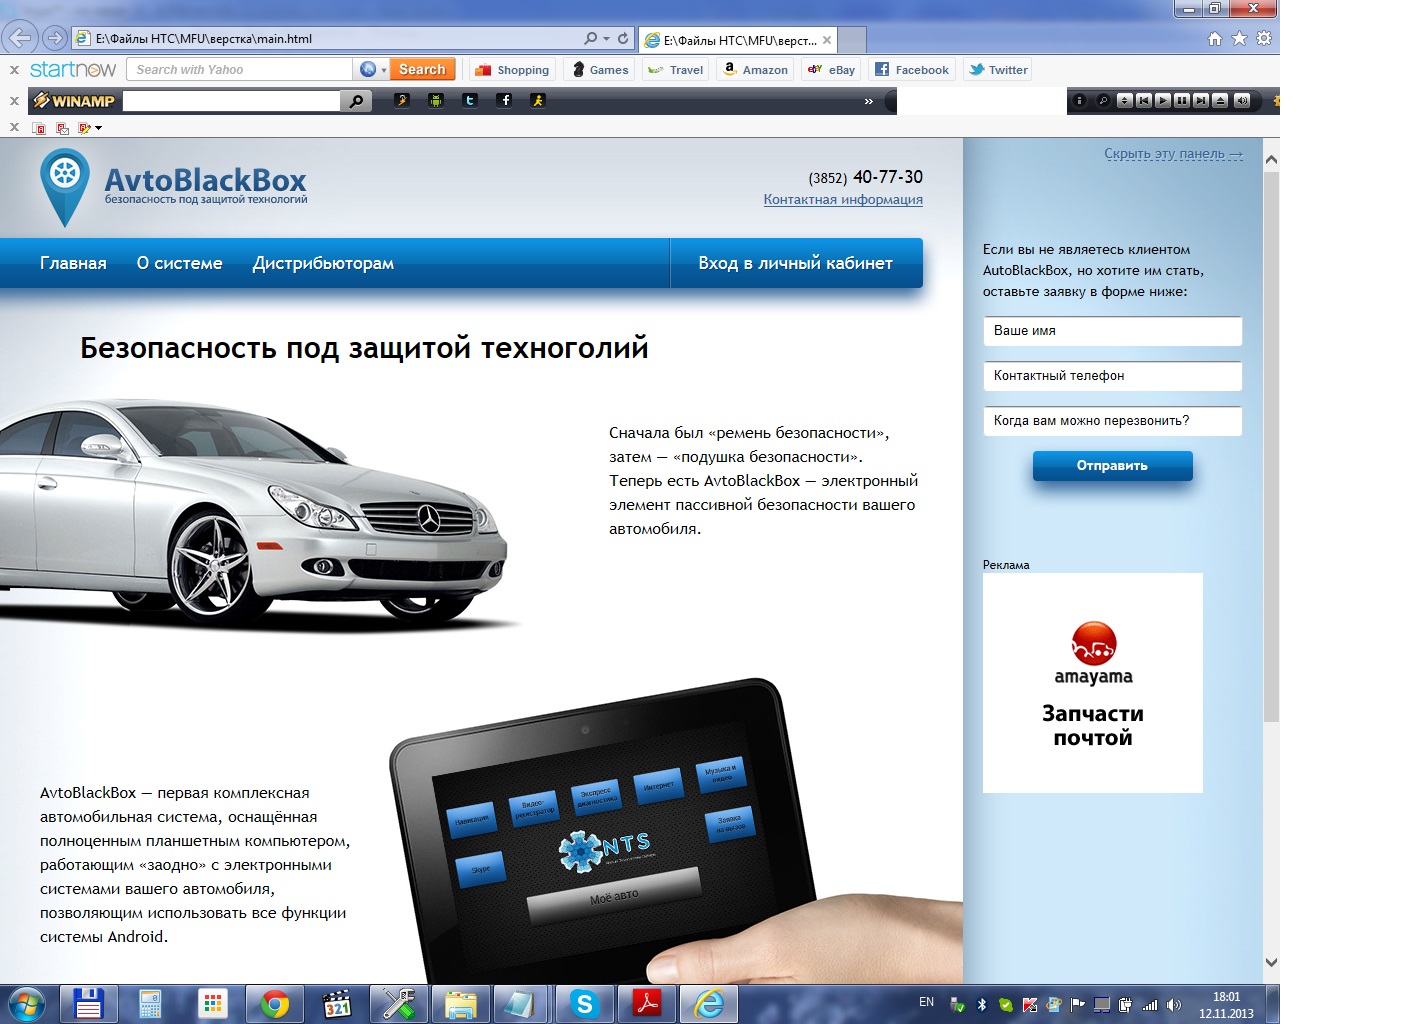 E:\Файлы НТС\MFU\верстка\main.html
E:\Файлы НТС\MFU\верст...
startnow
Search with Yahoo
Search
Shopping
Games
Travel
Amazon
eBay
Facebook
Twitter
WINAMP
Скрыть эту панель →
AvtoBlackBox
безопасность под защитой технологий
(3852) 40-77-30
Контактная информация
Главная
О системе
Дистрибьюторам
Вход в личный кабинет
Если вы не являетесь клиентом
AutoBlackBox, но хотите им стать,
оставьте заявку в форме ниже:
Ваше имя
Контактный телефон
Когда вам можно перезвонить?
Отправить
Безопасность под защитой техноголий
Сначала был «ремень безопасности»,
затем — «подушка безопасности».
Теперь есть AvtoBlackBox — электронный
элемент пассивной безопасности вашего
автомобиля.
Реклама
amayama
Запчасти
почтой
AvtoBlackBox — первая комплексная
автомобильная система, оснащённая
полноценным планшетным компьютером,
работающим «заодно» с электронными
системами вашего автомобиля,
позволяющим использовать все функции
системы Android.
Навигация
Видео-
регистратор
Экспресс
диагностика
Интернет
Музыка и
видео
Skype
NTS
Заявка
на вызов
Моё авто
321
EN
18:01
12.11.2013